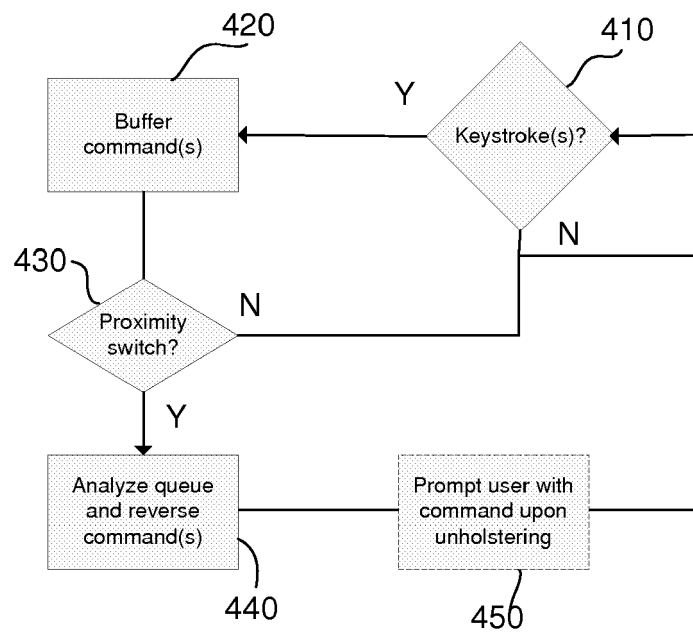 420
410
Y
Buffer
command(s)
Keystroke(s)?
N
430
N
Proximity
switch?
Y
Analyze queue
and reverse
command(s)
Prompt user with
command upon
unholstering
440
450